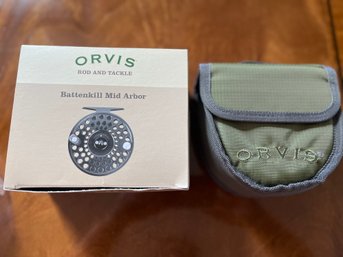 ORVIS
ROD AND TACKLE
Battenkill Mid Arbor
orvis
ORVIS